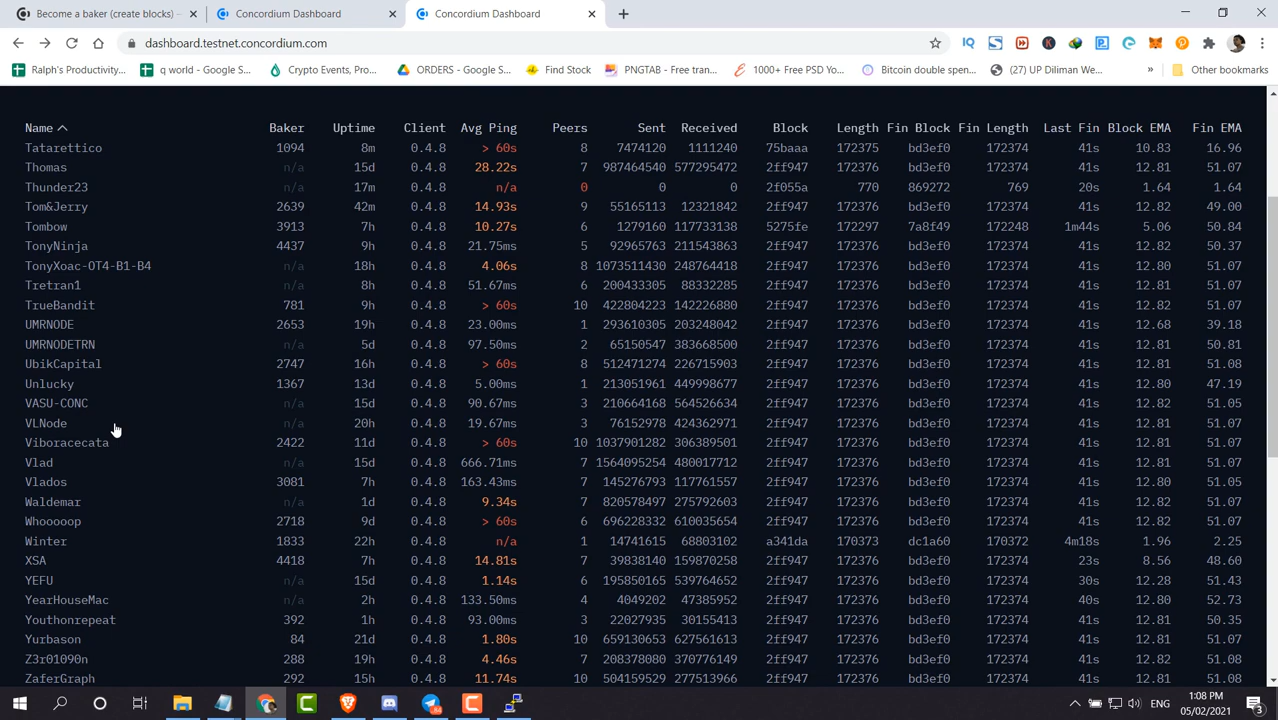 Become a baker (create blocks) –
Concordium Dashboard
Concordium Dashboard
dashboard.testnet.concordium.com
Ralph's Productivity...
q world - Google S...
Crypto Events, Pro...
ORDERS - Google S...
Find Stock
PNGTAB - Free tran...
1000+ Free PSD Yo...
Bitcoin double spen...
(27) UP Diliman We...
»
Other bookmarks
Name Baker Uptime Client Avg Ping Peers Sent Received Block Length Fin Block Fin Length Last Fin Block EMA Fin EMA
Tatarettico 1094 8m 0.4.8 > 60s 8 7474120 1111240 75baaa 172375 bd3ef0 172374 41s 10.83 16.96
Thomas n/a 15d 0.4.8 28.22s 7 987464540 577295472 2ff947 172375 bd3ef0 172374 41s 12.81 51.07
Thunder23 n/a 17m 0.4.8 n/a 0 0 0 2f055a 770 869272 769 20s 1.64 1.64
Tom&Jerry 2639 42m 0.4.8 14.93s 9 55165113 12321842 2ff947 172375 bd3ef0 172374 41s 12.82 49.00
Tombow 3913 7h 0.4.8 10.27s 6 1279160 117733138 5275fe 172297 7a8f49 172248 1m44s 5.06 50.84
TonyNinja 4437 9h 0.4.8 21.75ms 5 92965763 211543863 2ff947 172375 bd3ef0 172374 41s 12.82 50.37
TonyXoac-OT4-B1-B4 n/a 18h 0.4.8 4.06s 8 1073511430 248764418 2ff947 172375 bd3ef0 172374 41s 12.80 51.07
Tretran1 n/a 8h 0.4.8 51.67ms 6 200433305 88332285 2ff947 172375 bd3ef0 172374 41s 12.81 51.07
TrueBandit 781 9h 0.4.8 > 60s 10 422804223 142226880 2ff947 172375 bd3ef0 172374 41s 12.82 51.07
UMRNODE 2653 19h 0.4.8 23.00ms 1 293610305 203248042 2ff947 172375 bd3ef0 172374 41s 12.68 39.18
UMRNODETRN n/a 5d 0.4.8 97.50ms 2 65150547 383668500 2ff947 172375 bd3ef0 172374 41s 12.81 50.81
UbikCapital 2747 16h 0.4.8 > 60s 8 512471274 226715903 2ff947 172375 bd3ef0 172374 41s 12.81 51.08
Unlucky 1367 13d 0.4.8 5.00ms 1 213051961 449998677 2ff947 172375 bd3ef0 172374 41s 12.80 47.19
VASU-CONC n/a 15d 0.4.8 90.67ms 3 210664168 564526634 2ff947 172375 bd3ef0 172374 41s 12.82 51.05
VLNode n/a 20h 0.4.8 19.67ms 3 76152978 424362971 2ff947 172375 bd3ef0 172374 41s 12.81 51.07
Viboracecata 2422 11d 0.4.8 > 60s 10 1037901282 306389501 2ff947 172375 bd3ef0 172374 41s 12.81 51.07
Vlad n/a 15d 0.4.8 666.71ms 7 1564095254 480017712 2ff947 172375 bd3ef0 172374 41s 12.81 51.07
Vlados 3081 7h 0.4.8 163.43ms 7 145276793 117761557 2ff947 172375 bd3ef0 172374 41s 12.80 51.05
Waldemar n/a 1d 0.4.8 9.34s 7 820578497 275792603 2ff947 172375 bd3ef0 172374 41s 12.82 51.07
Whooooop 2718 9d 0.4.8 > 60s 6 696228332 610035654 2ff947 172375 bd3ef0 172374 41s 12.82 51.07
Winter 1833 22h 0.4.8 n/a 1 14741615 68803102 a341da 170373 dc1a60 170372 4m18s 1.96 2.25
XSA 4418 7h 0.4.8 14.81s 7 39838140 159870258 2ff947 172375 bd3ef0 172374 23s 8.56 48.60
YEFU n/a 15d 0.4.8 1.14s 6 195850165 539764652 2ff947 172375 bd3ef0 172374 30s 12.28 51.43
YearHouseMac n/a 2h 0.4.8 133.50ms 4 4049202 47385952 2ff947 172375 bd3ef0 172374 40s 12.80 52.73
Youthonrepeat 392 1h 0.4.8 93.00ms 3 22027935 30155413 2ff947 172375 bd3ef0 172374 41s 12.81 50.35
Yurbason 84 21d 0.4.8 1.80s 10 659130653 627561613 2ff947 172375 bd3ef0 172374 41s 12.81 51.07
Z3r01090n 288 19h 0.4.8 4.46s 7 208378080 370776149 2ff947 172375 bd3ef0 172374 41s 12.82 51.08
ZaferGraph 292 15h 0.4.8 11.74s 10 504159529 277513966 2ff947 172375 bd3ef0 172374 41s 12.81 51.08
ENG
1:08 PM
05/02/2021
3